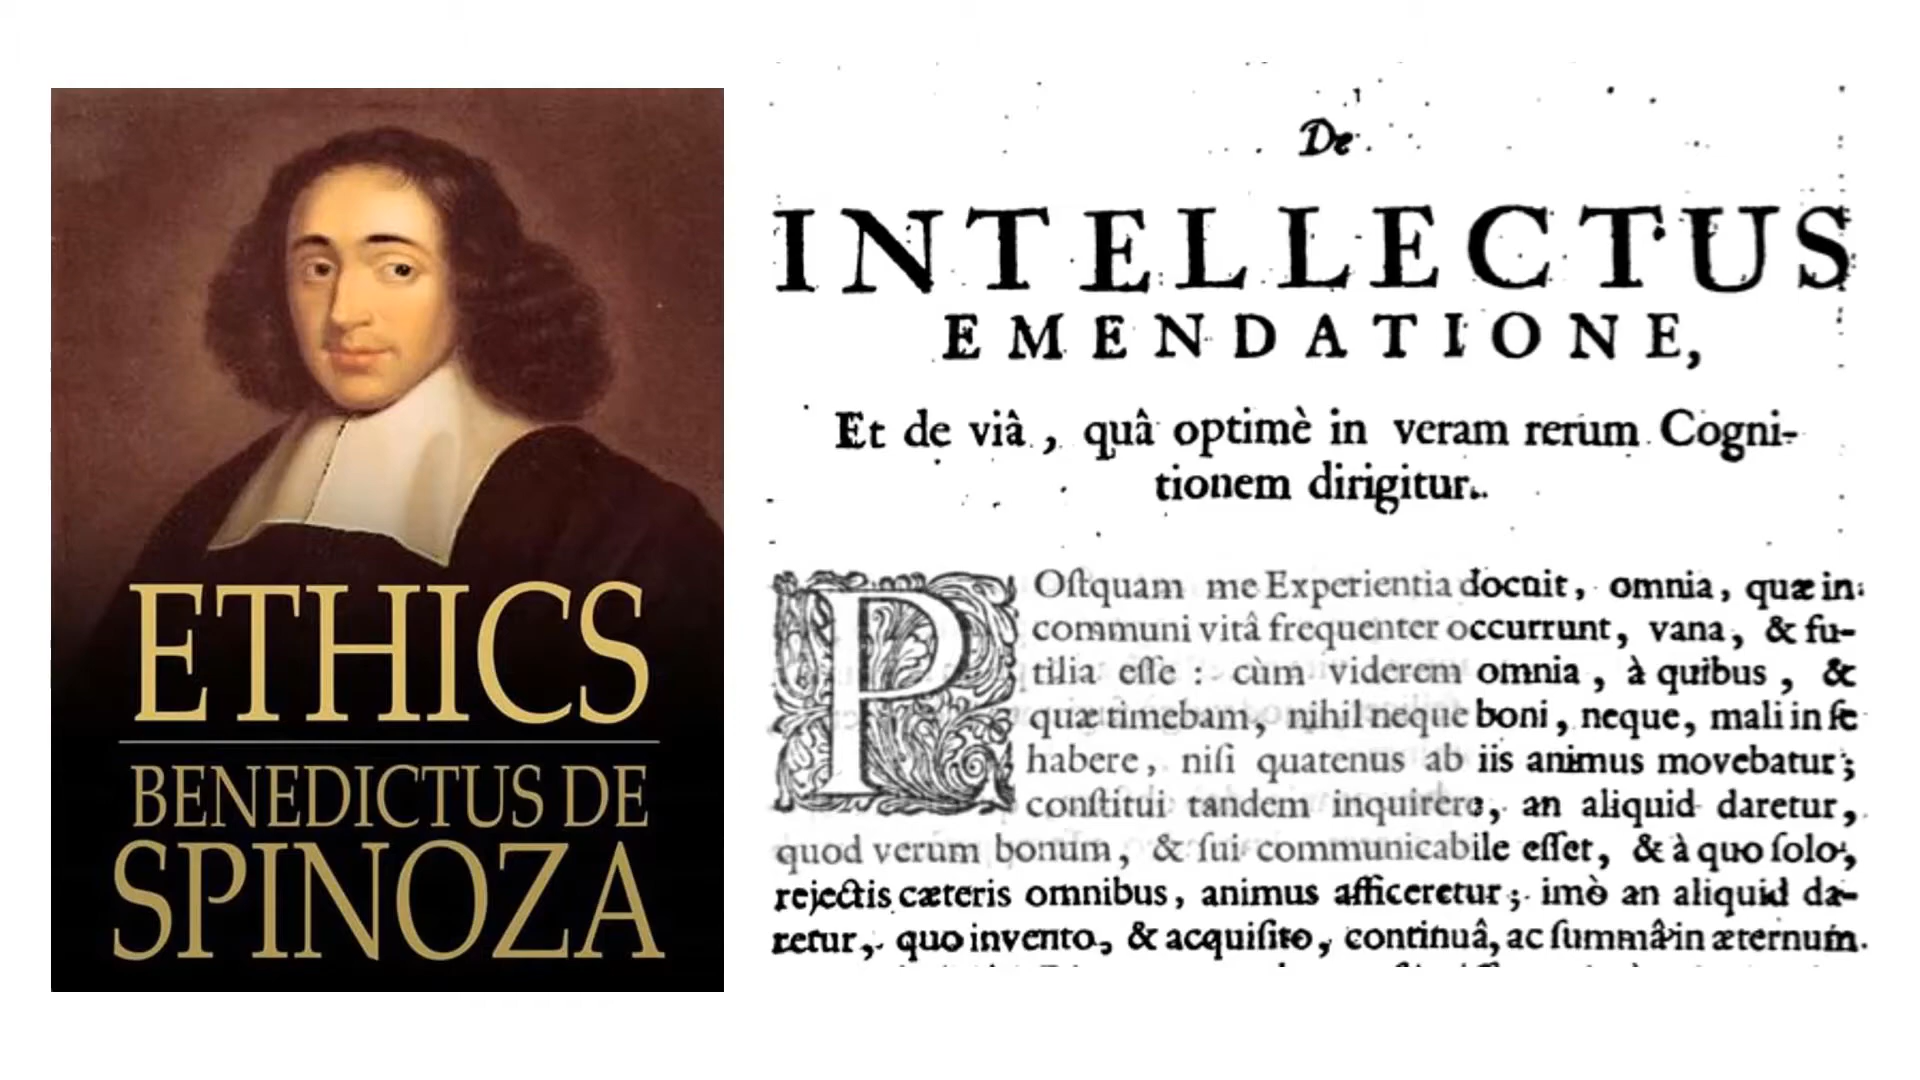 ETHICS
BENEDICTUS DE
SPINOZA
De
INTELLECTUS
EMENDATIONE,
Et de viâ, quâ optimè in veram rerum Cogni-
tionem dirigitur.
POſtquam me Experientia docuit, omnia, quæ in
communi vitâ frequenter occurrunt, vana, & fu-
tilia eſſe: cùm viderem omnia, à quibus, &
quæ timebam, nihil neque boni, neque, mali in ſe
habere, niſi quatenus ab iis animus movebatur;
conſtitui tandem inquirere, an aliquid daretur,
quod verum bonum, & ſui communicabile eſſet, & à quo ſolo,
rejectis cæteris omnibus, animus afficeretur; imò an aliquid da-
retur, quo invento, & acquiſito, continuâ, ac ſummâ in æternum